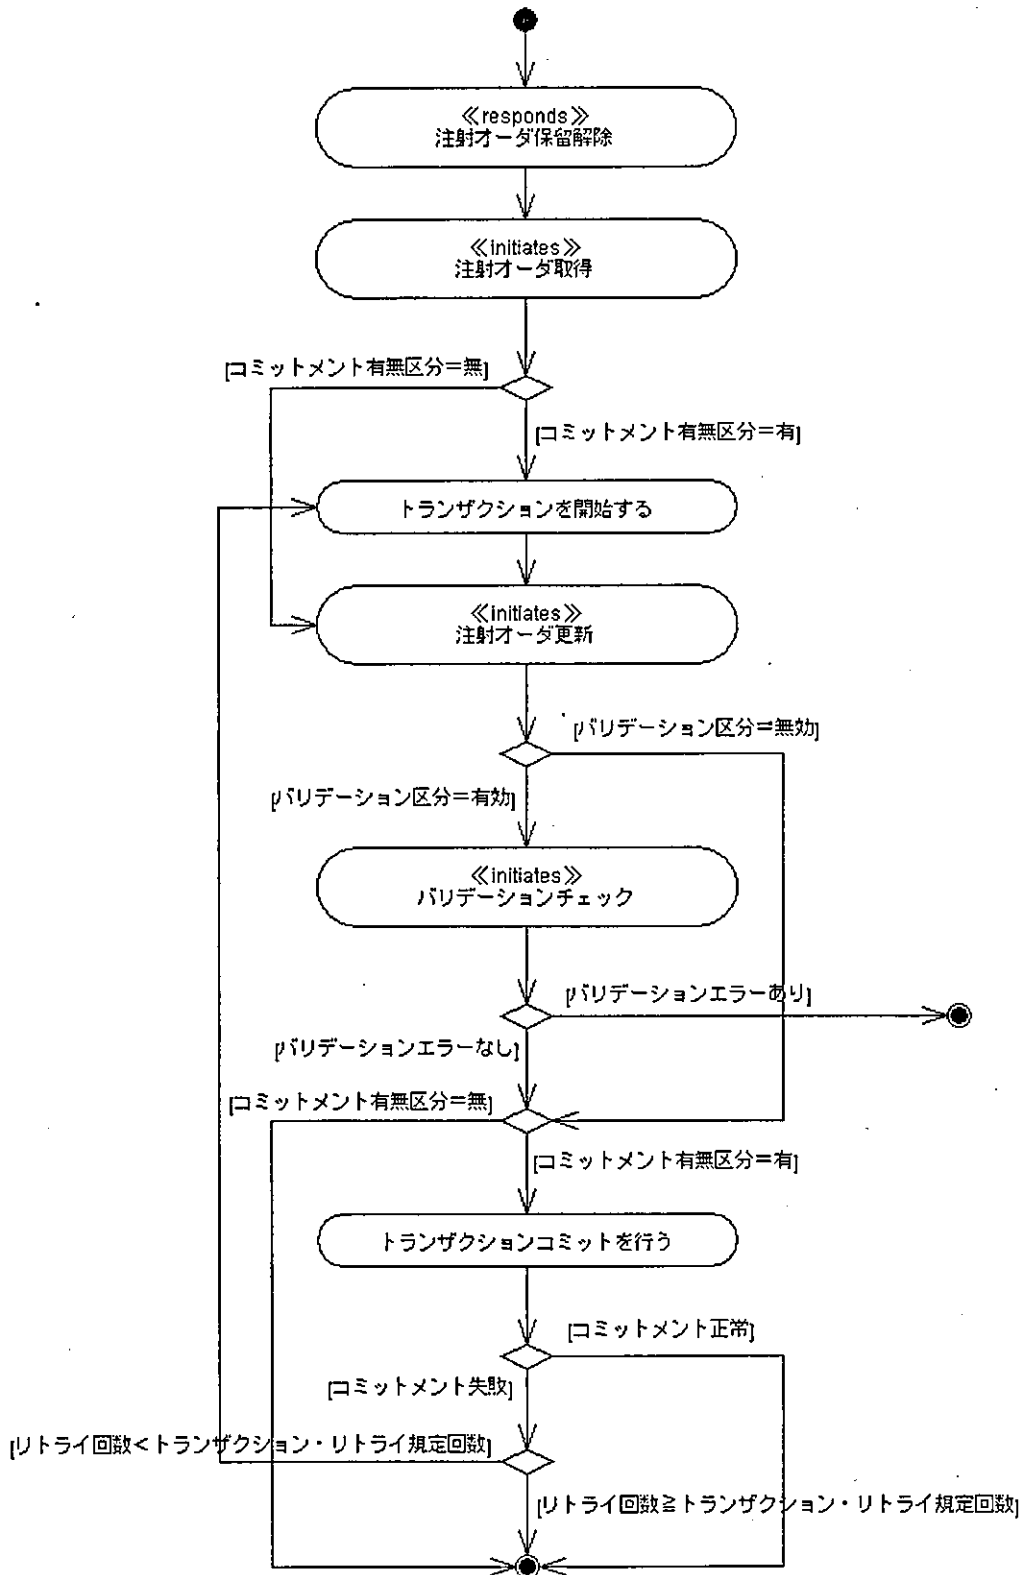 ≪responds≫
注射オーダ保留解除
≪initiates≫
注射オーダ取得
[コミットメント有無区分＝無]
[コミットメント有無区分＝有]
トランザクションを開始する
≪initiates≫
注射オーダ更新
[バリデーション区分＝無効]
[バリデーション区分＝有効]
≪initiates≫
バリデーションチェック
[バリデーションエラーあり]
[バリデーションエラーなし]
[コミットメント有無区分＝無]
[コミットメント有無区分＝有]
トランザクションコミットを行う
[コミットメント正常]
[コミットメント失敗]
[リトライ回数＜トランザクション・リトライ規定回数]
[リトライ回数≧トランザクション・リトライ規定回数]